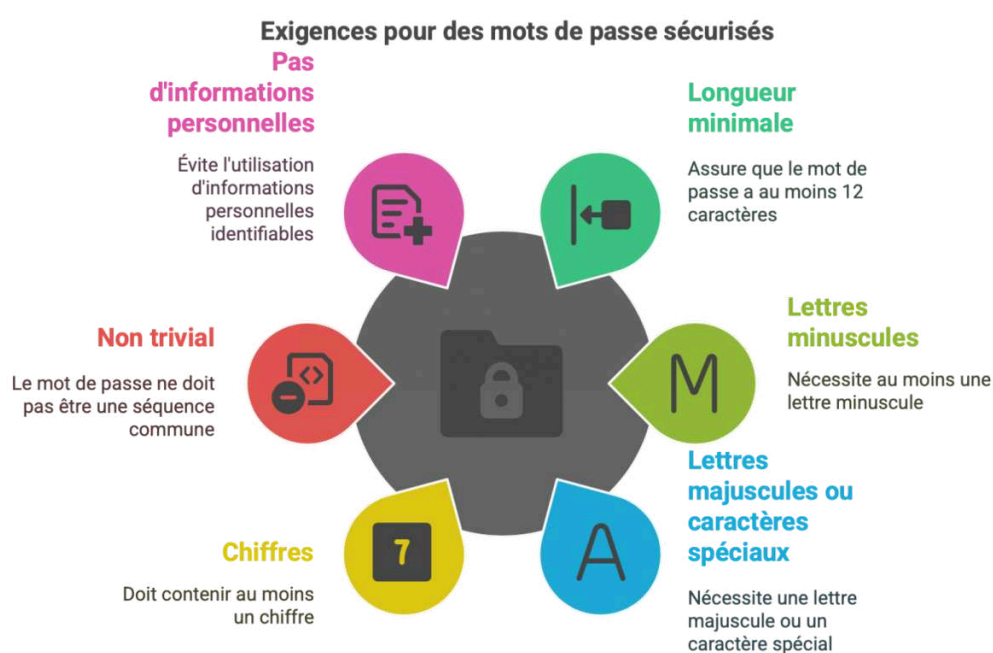 Exigences pour des mots de passe sécurisés
Pas
d'informations
personnelles
Évite l'utilisation
d'informations
personnelles
identifiables
Longueur
minimale
Assure que le mot de
passe a au moins 12
caractères
Non trivial
Le mot de passe ne doit
pas être une séquence
commune
Lettres
minuscules
Nécessite au moins une
lettre minuscule
M
Chiffres
Doit contenir au moins
un chiffre
7
Lettres
majuscules ou
caractères
spéciaux
Nécessite une lettre
majuscule ou un
caractère spécial
A